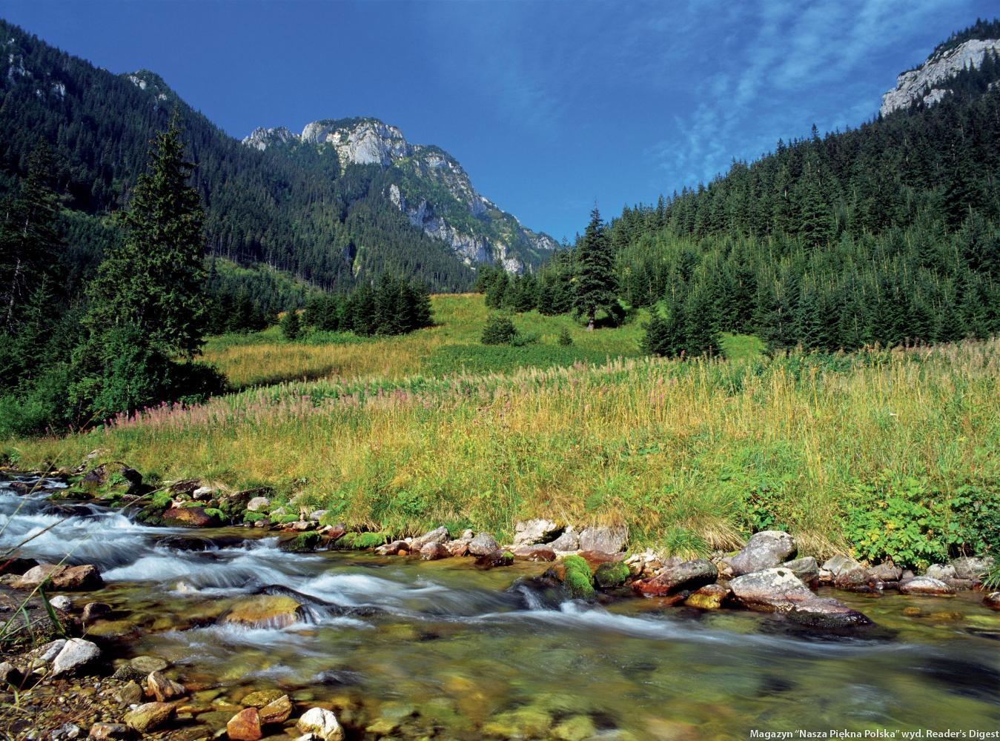 Magazyn “Nasza Piękna Polska” wyd. Reader's Digest